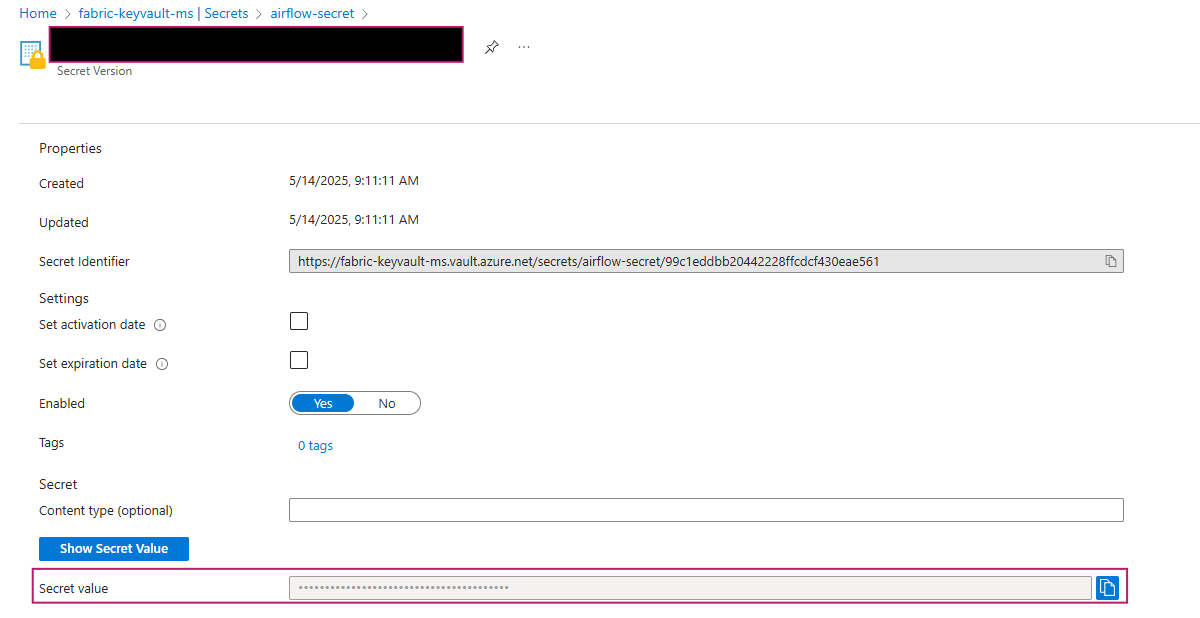 Home > fabric-keyvault-ms | Secrets > airflow-secret >
...
Secret Version
Properties
Created 5/14/2025, 9:11:11 AM
Updated 5/14/2025, 9:11:11 AM
Secret Identifier https://fabric-keyvault-ms.vault.azure.net/secrets/airflow-secret/99c1eddbb20442228ffcdcf430eae561
Settings
Set activation date
Set expiration date
Enabled Yes No
Tags 0 tags
Secret
Content type (optional)
Show Secret Value
Secret value ••••••••••••••••••••••••••••••••••••••••